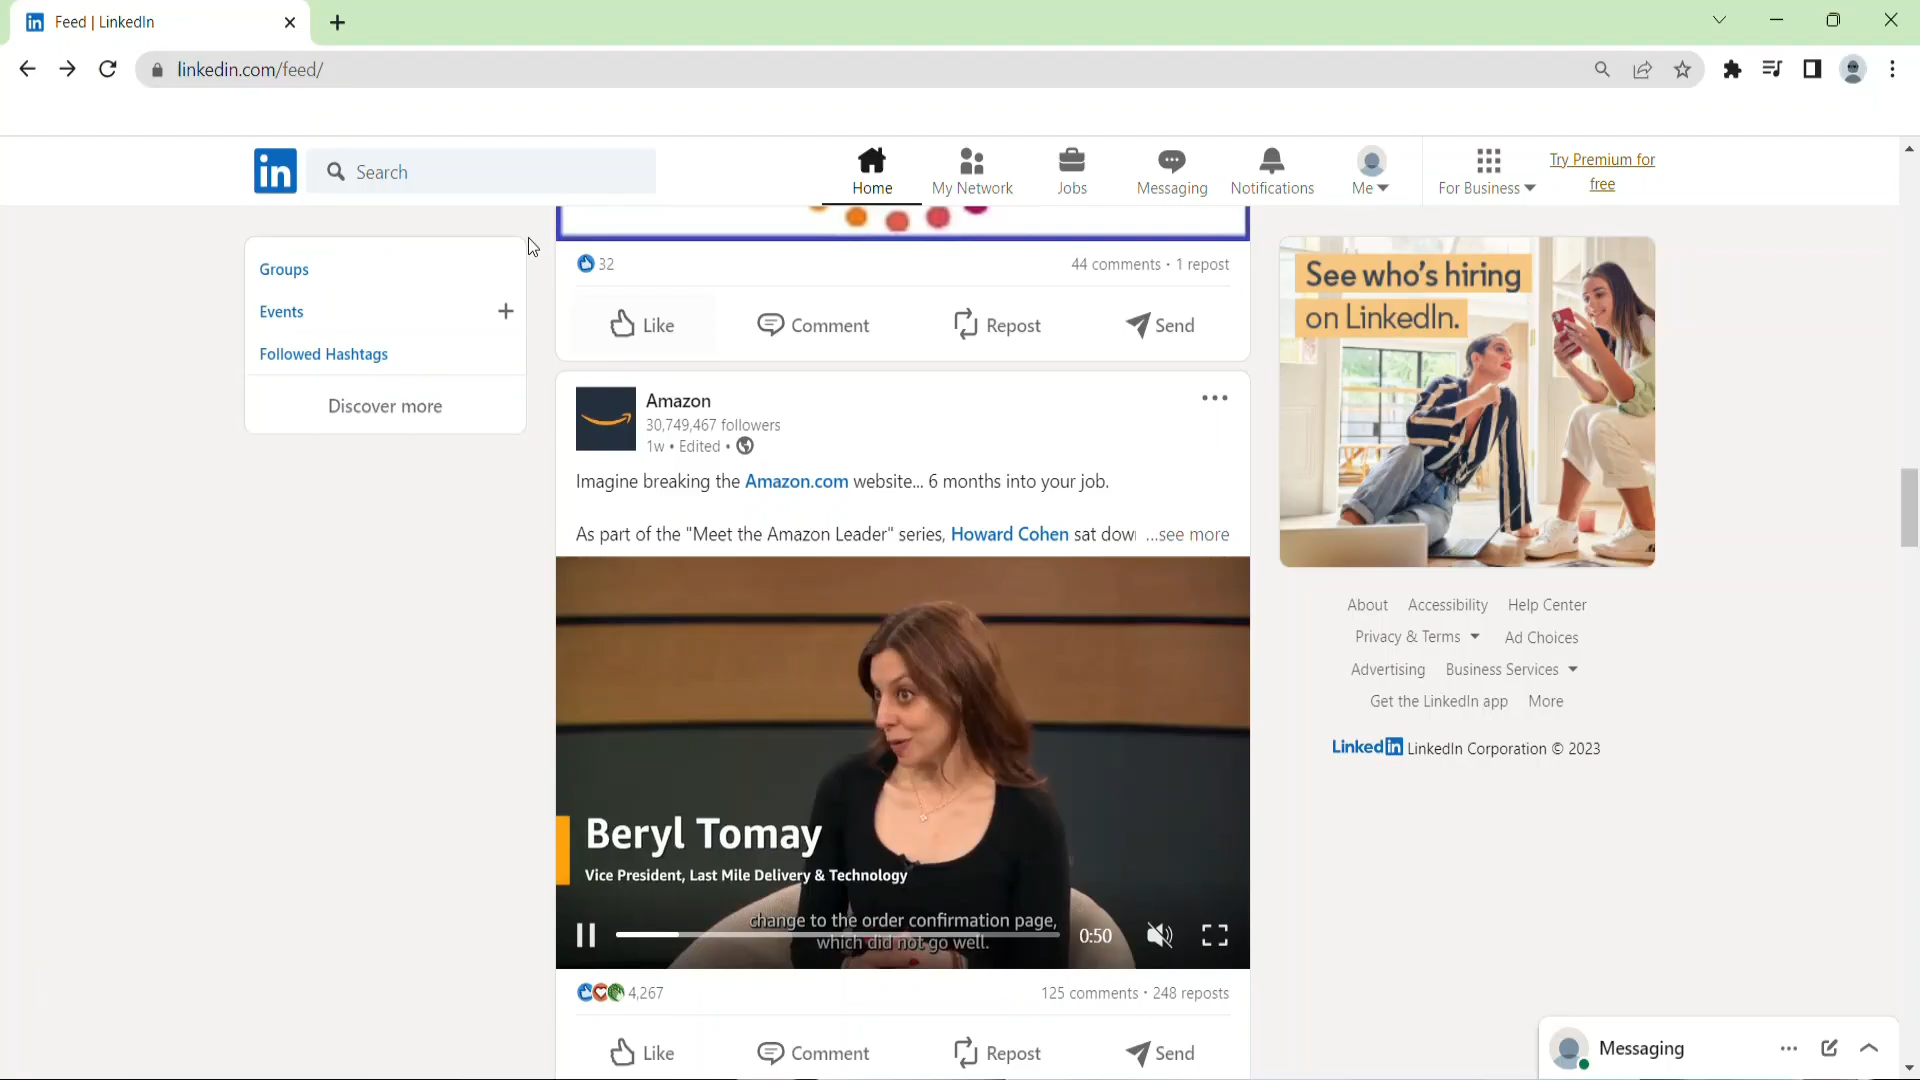 Feed | LinkedIn
linkedin.com/feed/
in
Search
Home
My Network
Jobs
Messaging
Notifications
Me
For Business
Try Premium for
free
Groups
Events
Followed Hashtags
Discover more
32
44 comments • 1 repost
Like
Comment
Repost
Send
Amazon
30,749,467 followers
1w • Edited •
Imagine breaking the Amazon.com website... 6 months into your job.
As part of the "Meet the Amazon Leader" series, Howard Cohen sat dow ...see more
Beryl Tomay
Vice President, Last Mile Delivery & Technology
change to the order confirmation page,
which did not go well.
0:50
4,267
125 comments • 248 reposts
Like
Comment
Repost
Send
See who's hiring
on LinkedIn.
About
Accessibility
Help Center
Privacy & Terms
Ad Choices
Advertising
Business Services
Get the LinkedIn app
More
LinkedIn LinkedIn Corporation © 2023
Messaging